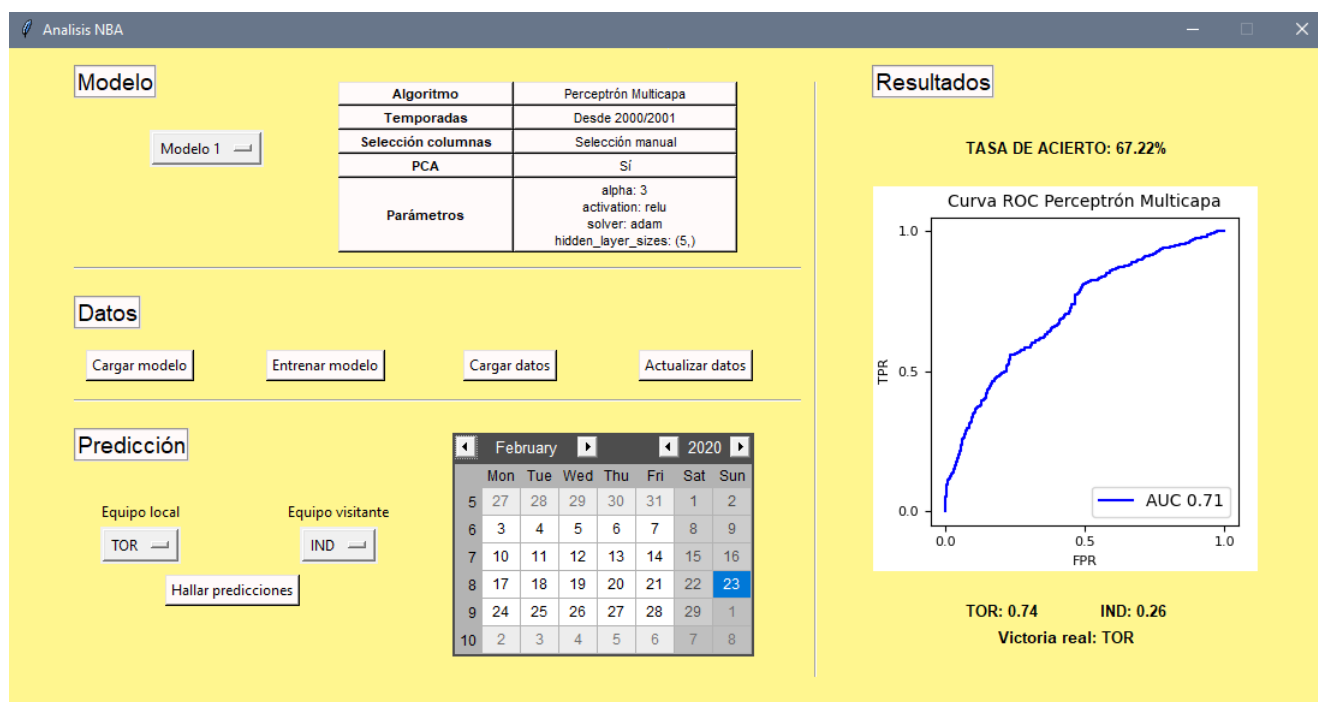 Analisis NBA
Modelo
Modelo 1
Algoritmo Perceptrón Multicapa
Temporadas Desde 2000/2001
Selección columnas Selección manual
PCA Sí
Parámetros
alpha: 3
activation: relu
solver: adam
hidden_layer_sizes: (5,)
Datos
Cargar modelo Entrenar modelo Cargar datos Actualizar datos
Predicción
Equipo local Equipo visitante
TOR IND
Hallar predicciones
February 2020
Mon Tue Wed Thu Fri Sat Sun
5 27 28 29 30 31 1 2
6 3 4 5 6 7 8 9
7 10 11 12 13 14 15 16
8 17 18 19 20 21 22 23
9 24 25 26 27 28 29 1
10 2 3 4 5 6 7 8
Resultados
TASA DE ACIERTO: 67.22%
Curva ROC Perceptrón Multicapa
1.0
0.5
0.0
TPR
AUC 0.71
0.0 0.5 1.0
FPR
TOR: 0.74 IND: 0.26
Victoria real: TOR